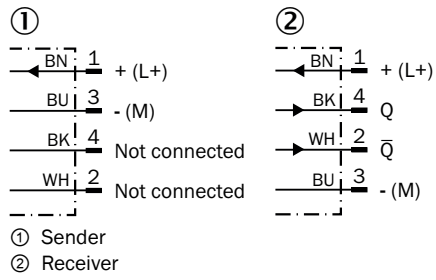 ① ②
BN 1 + (L+)
BU 3 - (M)
BK 4 Not connected
WH 2 Not connected
BN 1 + (L+)
BK 4 Q
WH 2 Q̅
BU 3 - (M)
① Sender
② Receiver